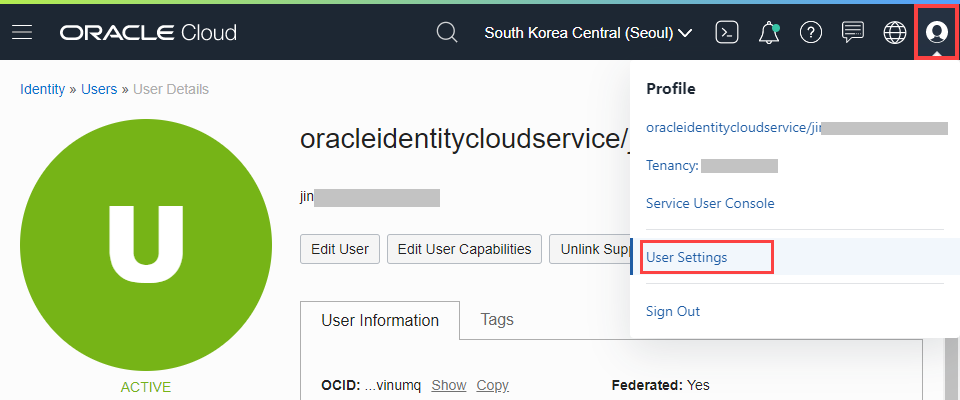 ORACLE Cloud
South Korea Central (Seoul)
Identity » Users » User Details
U
ACTIVE
oracleidentitycloudservice/
jin
Edit User
Edit User Capabilities
Unlink Supp
User Information
Tags
OCID: ...vinumq Show Copy
Federated: Yes
Profile
oracleidentitycloudservice/jin
Tenancy:
Service User Console
User Settings
Sign Out